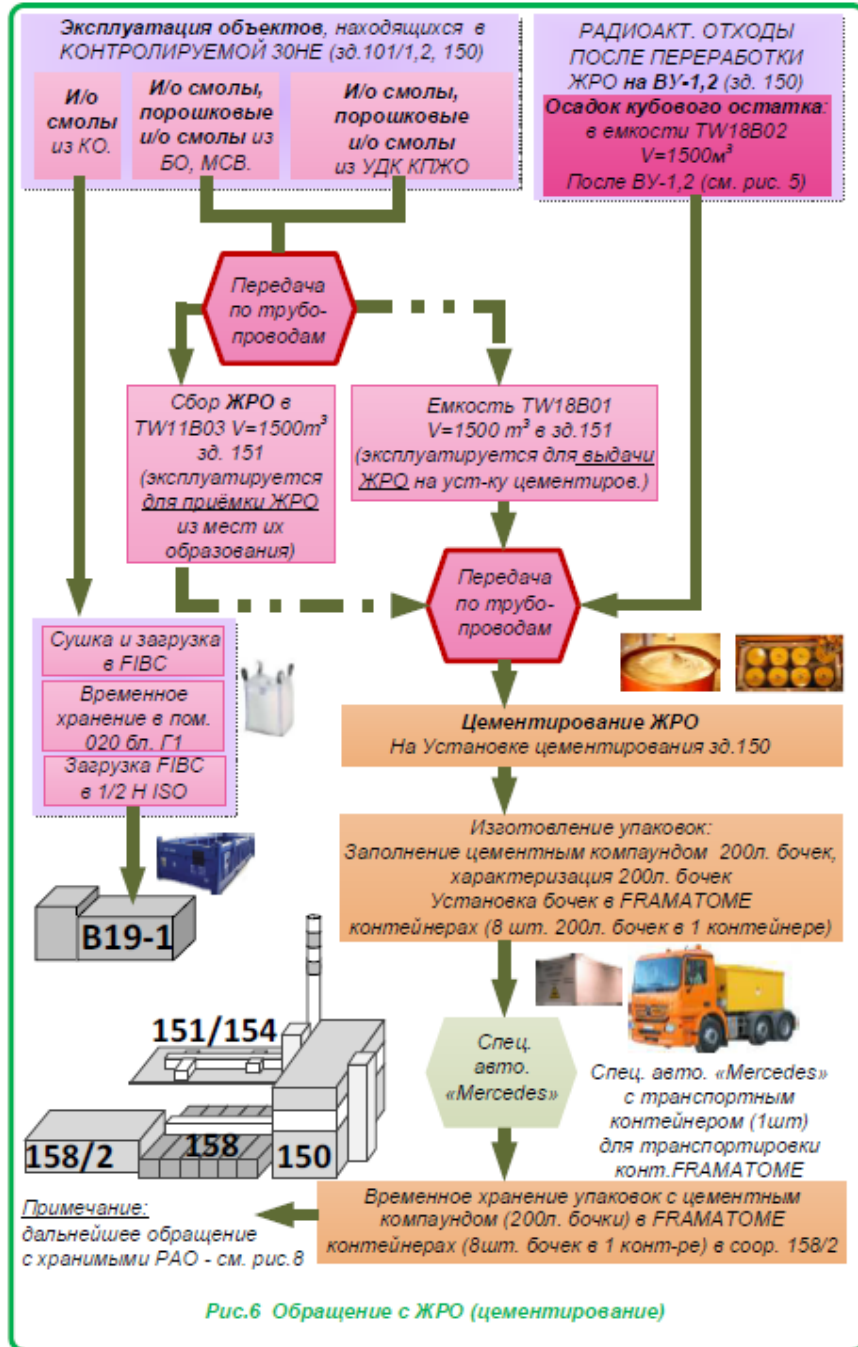 Эксплуатация объектов, находящихся в
КОНТРОЛИРУЕМОЙ ЗОНЕ (зд.101/1,2, 150)
И/о
смолы
из КО.
И/о смолы,
порошковые
и/о смолы из
БО, МСВ.
И/о смолы,
порошковые
и/о смолы
из УДК КПЖО
РАДИОАКТ. ОТХОДЫ
ПОСЛЕ ПЕРЕРАБОТКИ
ЖРО на ВУ-1,2 (зд. 150)
Осадок кубового остатка:
в емкости TW18B02
V=1500м³
После ВУ-1,2 (см. рис. 5)
Передача
по трубо-
проводам
Сбор ЖРО в
TW11B03 V=1500m³
зд. 151
(эксплуатируется
для приёмки ЖРО
из мест их
образования)
Емкость TW18B01
V=1500 m³ в зд.151
(эксплуатируется для выдачи
ЖРО на уст-ку цементиров.)
Передача
по трубо-
проводам
Сушка и загрузка
в FIBC
Временное
хранение в пом.
020 бл. Г1
Загрузка FIBC
в 1/2 H ISO
Цементирование ЖРО
На Установке цементирования зд.150
Изготовление упаковок:
Заполнение цементным компаундом 200л. бочек,
характеризация 200л. бочек
Установка бочек в FRAMATOME
контейнерах (8 шт. 200л. бочек в 1 контейнере)
B19-1
151/154
158/2
158
150
Спец.
авто.
«Mercedes»
Спец. авто. «Mercedes»
с транспортным
контейнером (1шт)
для транспортировки
конт.FRAMATOME
Временное хранение упаковок с цементным
компаундом (200л. бочки) в FRAMATOME
контейнерах (8шт. бочек в 1 конт-ре) в соор. 158/2
Примечание:
дальнейшее обращение
с хранимыми РАО - см. рис.8
Рис.6 Обращение с ЖРО (цементирование)